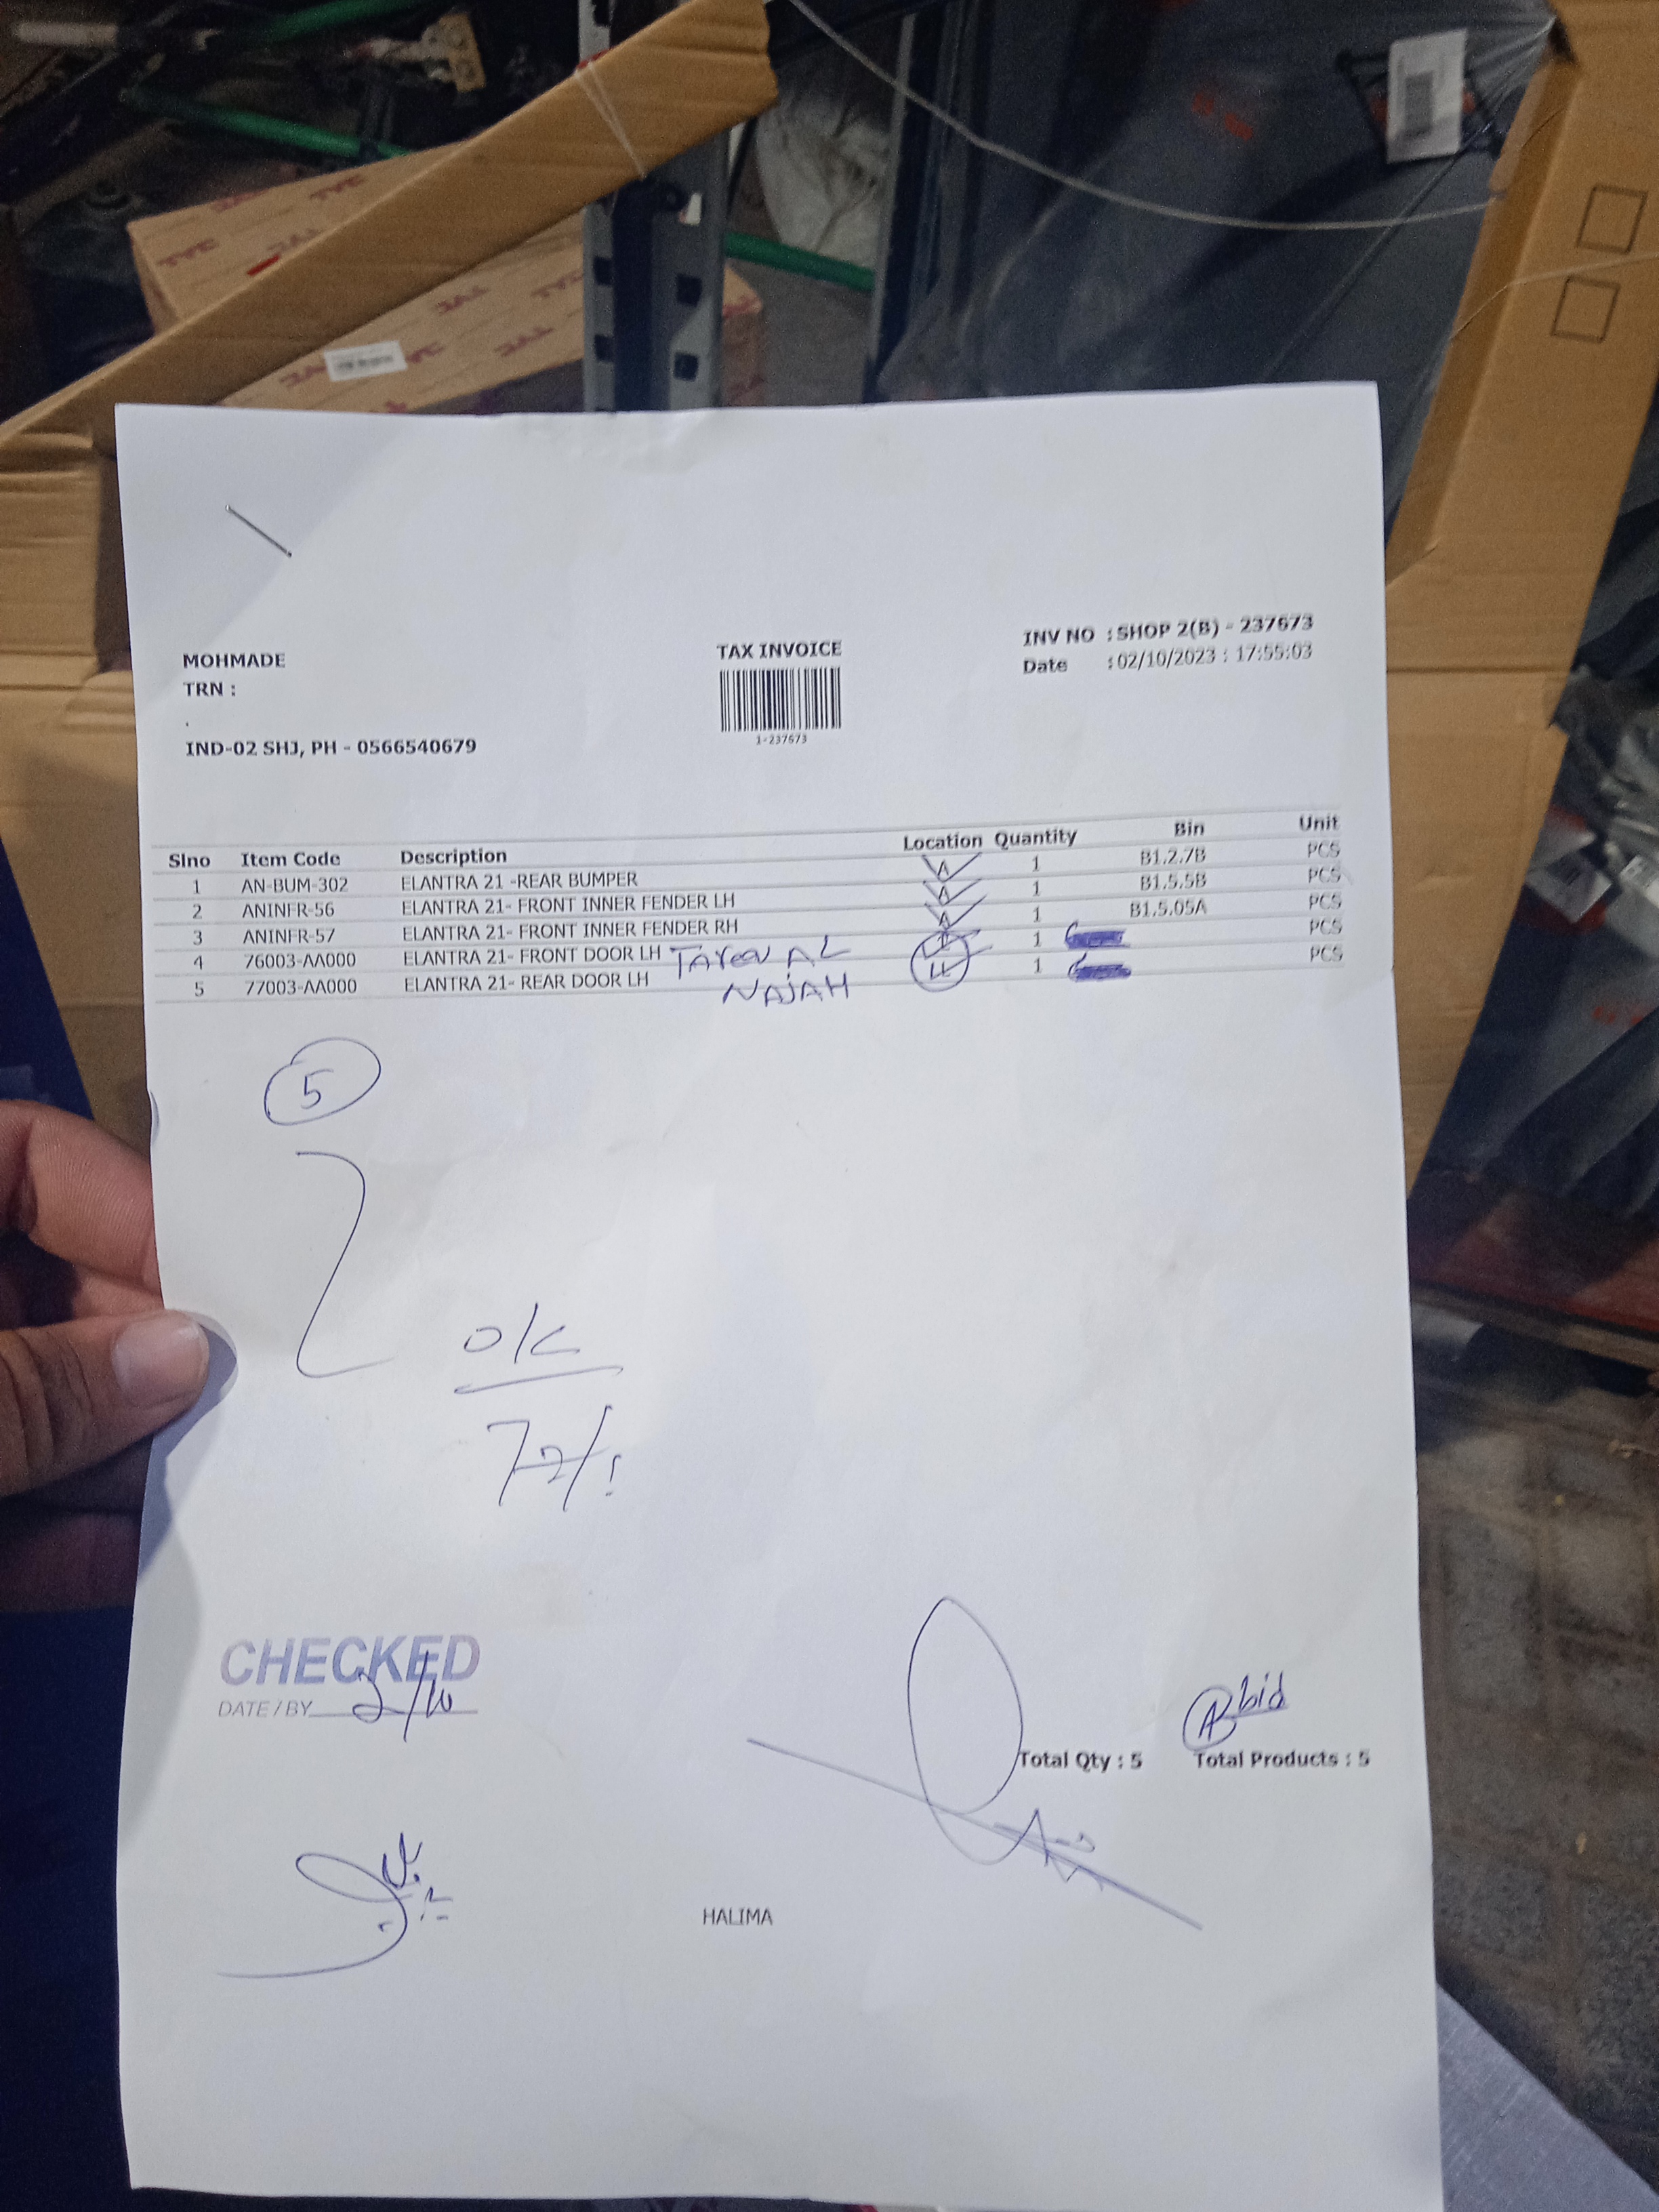 JAC
MOHMADE
TRN :
.
IND-02 SHJ, PH - 0566540679
TAX INVOICE
1-237673
INV NO : SHOP 2(B) - 237673
Date : 02/10/2023 : 17:55:03
Slno Item Code Description Location Quantity Bin Unit
1 AN-BUM-302 ELANTRA 21 -REAR BUMPER A 1 B1.2.7B PCS
2 ANINFR-56 ELANTRA 21- FRONT INNER FENDER LH A 1 B1.5.5B PCS
3 ANINFR-57 ELANTRA 21- FRONT INNER FENDER RH A 1 B1.5.05A PCS
4 76003-AA000 ELANTRA 21- FRONT DOOR LH AL 1 PCS
5 77003-AA000 ELANTRA 21- REAR DOOR LH NAJAH 1 PCS
5
O/K
CHECKED
DATE / BY 2/10
Abid
Total Qty : 5 Total Products : 5
HALIMA